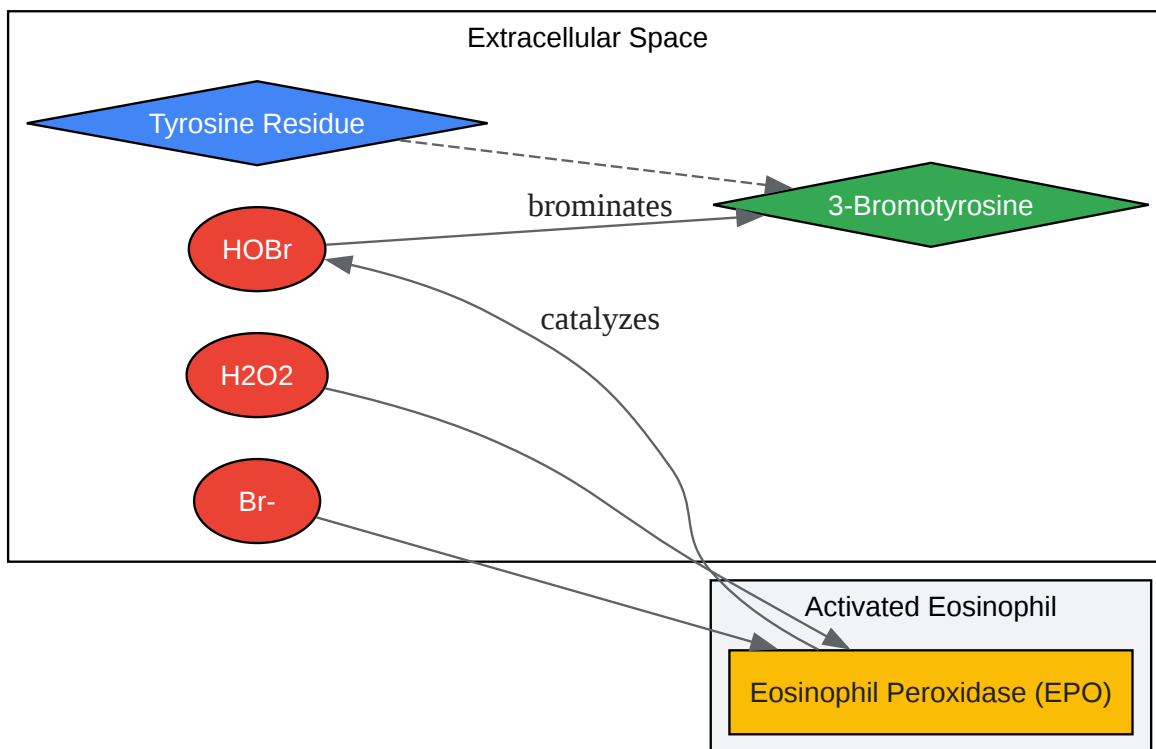 Extracellular Space
Tyrosine Residue
3-Bromotyrosine
brominates
HOBr
catalyzes
H2O2
Br-
Activated Eosinophil
Eosinophil Peroxidase (EPO)